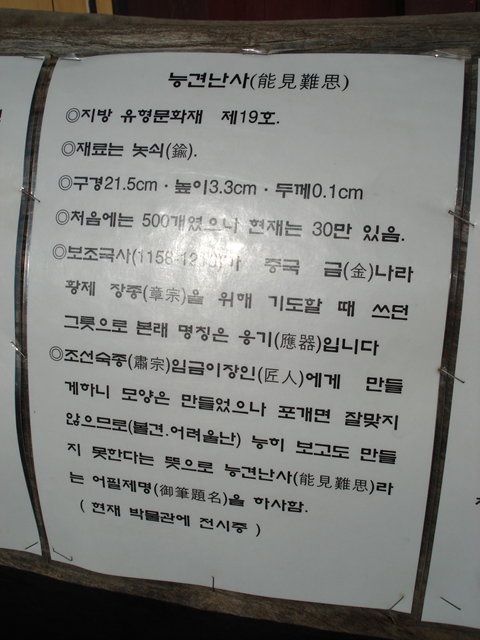 능견난사(能見難思)
◎지방 유형문화재 제19호.
◎재료는 놋쇠(鍮).
◎구경21.5cm · 높이3.3cm · 두께0.1cm
◎처음에는 500개였으나 현재는 30만 있음.
◎보조국사(1158-1210)가 중국 금(金)나라
황제 장종(章宗)을 위해 기도할 때 쓰던
그릇으로 본래 명칭은 응기(應器)입니다
◎조선숙종(肅宗)임금이장인(匠人)에게 만들
게하니 모양은 만들었으나 포개면 잘맞지
않으므로(볼견.어려울난) 능히 보고도 만들
지 못한다는 뜻으로 능견난사(能見難思)라
는 어필제명(御筆題名)을 하사함.
( 현재 박물관에 전시중 )